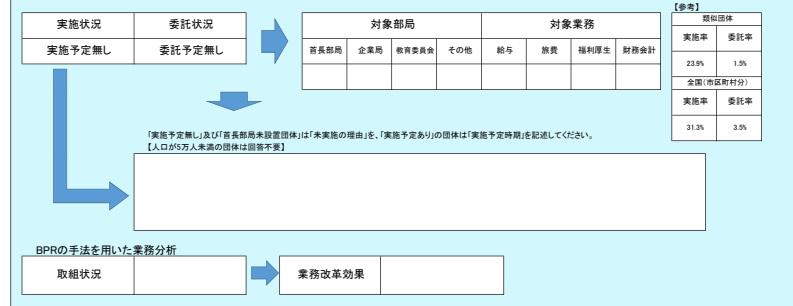 【参考】
実施状況 委託状況 対象部局 対象業務 類似団体
実施予定無し 委託予定無し 首長部局 企業局 教育委員会 その他 給与 旅費 福利厚生 財務会計 実施率 委託率
23.9% 1.5%
全国(市区町村分)
実施率 委託率
31.3% 3.5%
「実施予定無し」及び「首長部局未設置団体」は「未実施の理由」を、「実施予定あり」の団体は「実施予定時期」を記述してください。
【人口が5万人未満の団体は回答不要】
BPRの手法を用いた業務分析
取組状況 業務改革効果